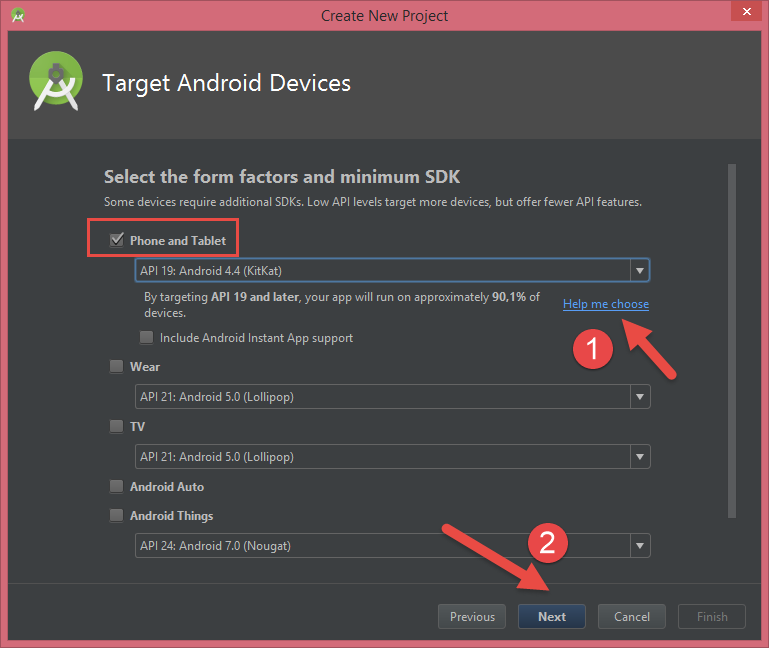 Create New Project
Target Android Devices
Select the form factors and minimum SDK
Some devices require additional SDKs. Low API levels target more devices, but offer fewer API features.
Phone and Tablet
API 19: Android 4.4 (KitKat)
By targeting API 19 and later, your app will run on approximately 90,1% of
devices.
Help me choose
1
Include Android Instant App support
Wear
API 21: Android 5.0 (Lollipop)
TV
API 21: Android 5.0 (Lollipop)
Android Auto
Android Things
API 24: Android 7.0 (Nougat)
2
Previous
Next
Cancel
Finish